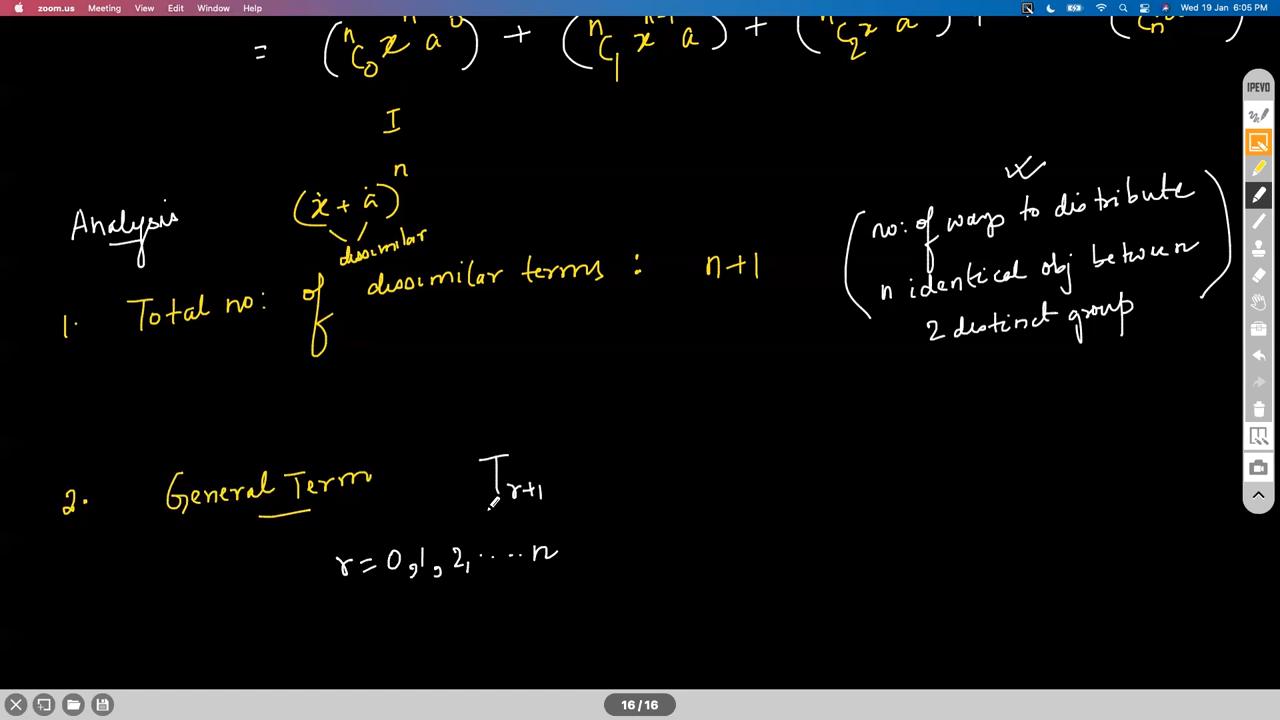 zoom.us Meeting View Edit Window Help Wed 19 Jan 6:05 PM
= (ⁿC₀ xⁿ a⁰) + (ⁿC₁ xⁿ⁻¹ a) + (ⁿC₂ x a) +
I
IPEVO
Analysis (x + a)ⁿ
dissimilar
1. Total no: of dissimilar terms : n+1
(no: of ways to distribute
n identical obj between n
2 distinct group)
2. General Term T r+1
r = 0, 1, 2, ..... n
16 / 16